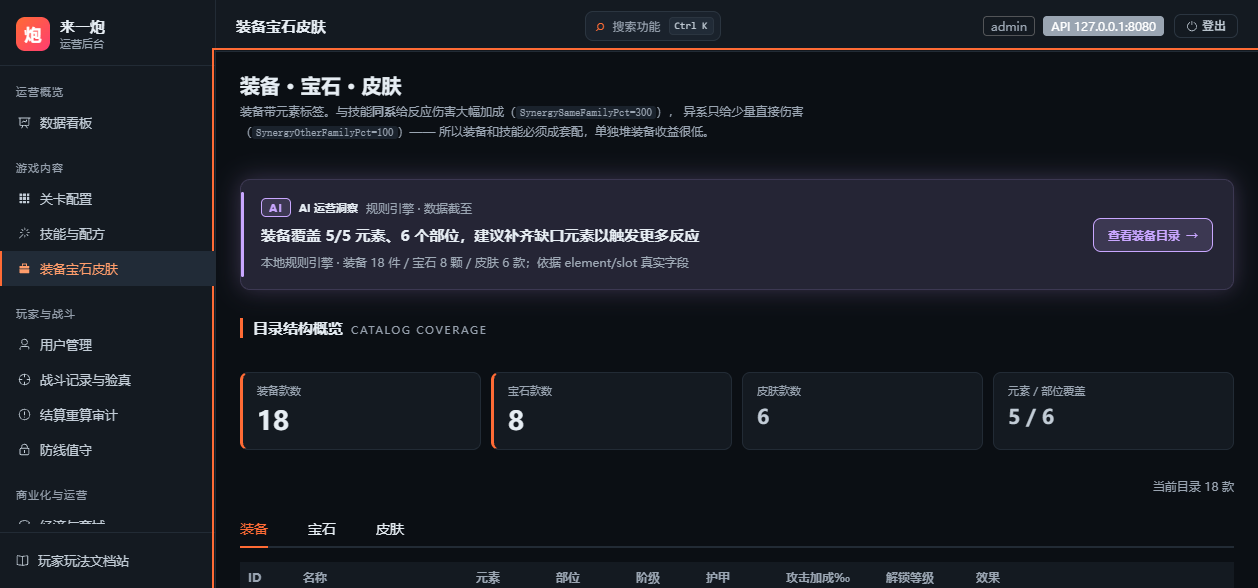 炮
来一炮
运营后台
装备宝石皮肤
搜索功能 Ctrl K
admin
API 127.0.0.1:8080
登出
运营概览
数据看板
游戏内容
关卡配置
技能与配方
装备宝石皮肤
玩家与战斗
用户管理
战斗记录与验真
结算重算审计
防线值守
商业化与运营
玩家玩法文档站
装备・宝石・皮肤
装备带元素标签。与技能同系给反应伤害大幅加成（SynergySameFamilyPct=300），异系只给少量直接伤害
（SynergyOtherFamilyPct=100）—— 所以装备和技能必须成套配，单独堆装备收益很低。
AI AI 运营洞察 规则引擎 · 数据截至
装备覆盖 5/5 元素、6 个部位，建议补齐缺口元素以触发更多反应
本地规则引擎 · 装备 18 件 / 宝石 8 颗 / 皮肤 6 款；依据 element/slot 真实字段
查看装备目录 →
目录结构概览 CATALOG COVERAGE
装备款数
18
宝石款数
8
皮肤款数
6
元素 / 部位覆盖
5 / 6
当前目录 18 款
装备 宝石 皮肤
ID 名称 元素 部位 阶级 护甲 攻击加成‰ 解锁等级 效果